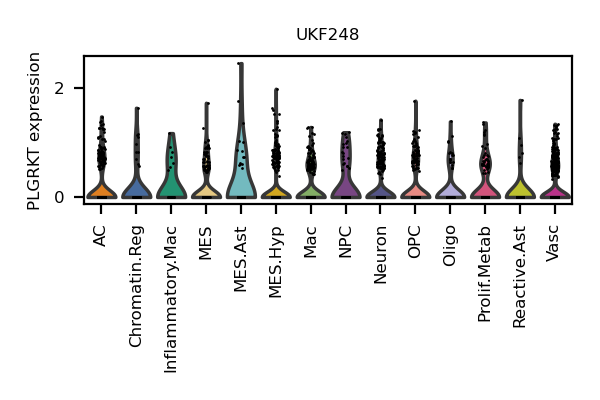 UKF248
PLGRKT expression
2
0
AC
Chromatin.Reg
Inflammatory.Mac
MES
MES.Ast
MES.Hyp
Mac
NPC
Neuron
OPC
Oligo
Prolif.Metab
Reactive.Ast
Vasc